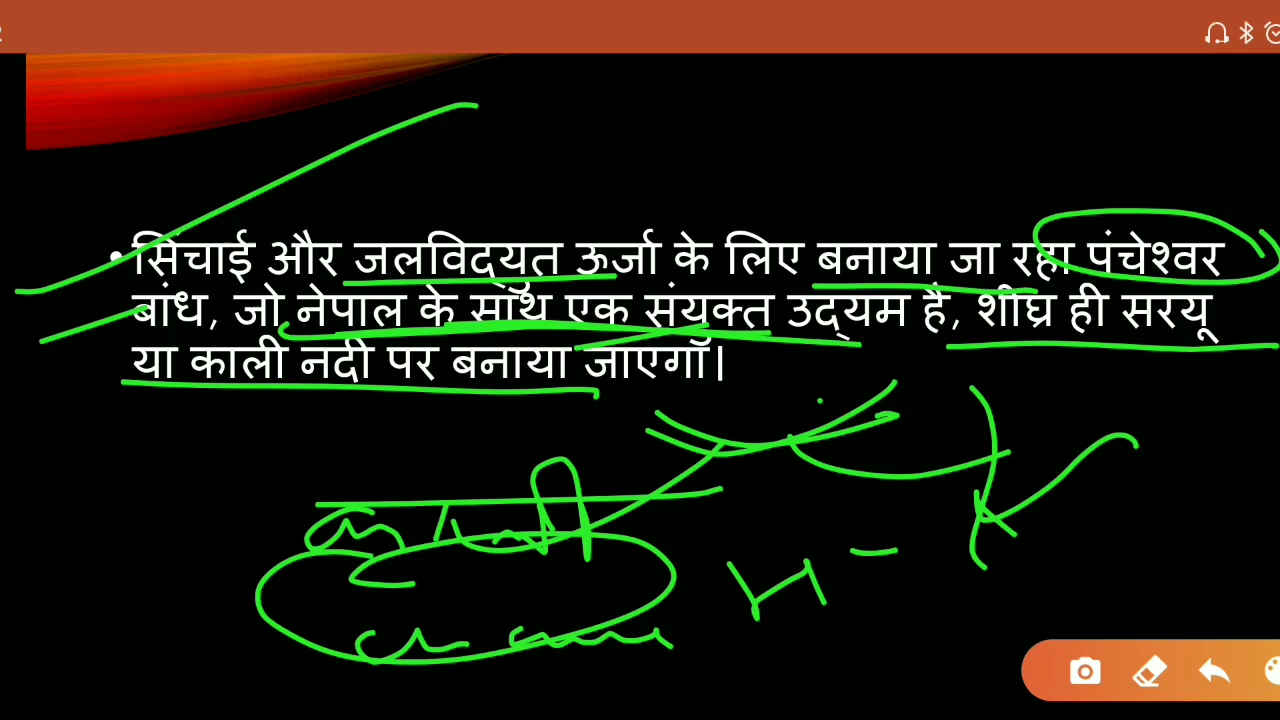 • सिंचाई और जलविद्युत ऊर्जा के लिए बनाया जा रहा पंचेश्वर
बांध, जो नेपाल के साथ एक संयुक्त उद्यम है, शीघ्र ही सरयू
या काली नदी पर बनाया जाएगा।